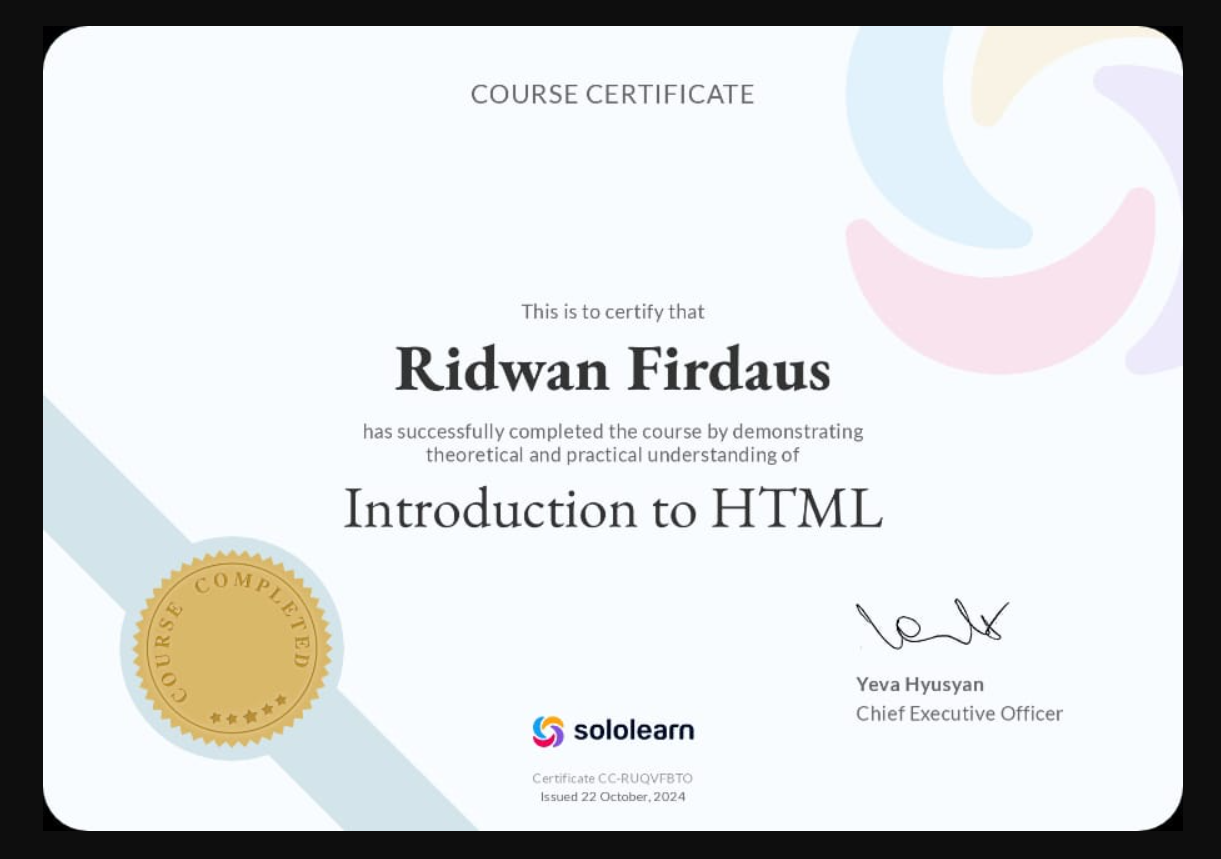 COURSE CERTIFICATE
This is to certify that
Ridwan Firdaus
has successfully completed the course by demonstrating
theoretical and practical understanding of
Introduction to HTML
COURSE COMPLETED
Yeva Hyusyan
Chief Executive Officer
sololearn
Certificate CC-RUQVFBTO
Issued 22 October, 2024